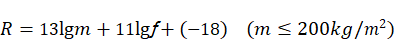 R = 13lgm + 11lgf + (−18) (m ≤ 200kg/m²)